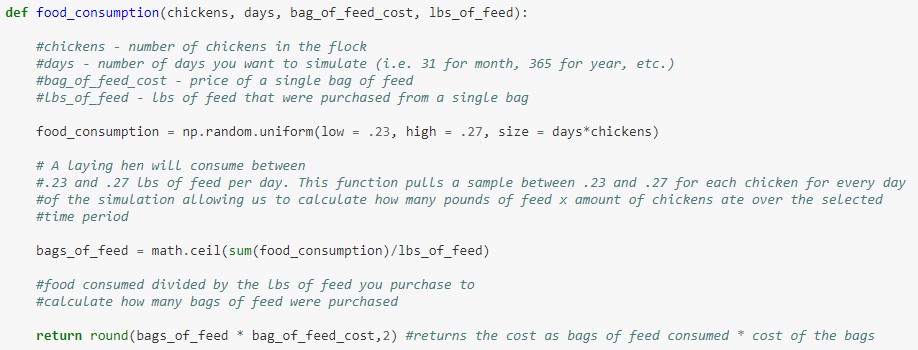 def food_consumption(chickens, days, bag_of_feed_cost, lbs_of_feed):
#chickens - number of chickens in the flock
#days - number of days you want to simulate (i.e. 31 for month, 365 for year, etc.)
#bag_of_feed_cost - price of a single bag of feed
#lbs_of_feed - lbs of feed that were purchased from a single bag
food_consumption = np.random.uniform(low = .23, high = .27, size = days*chickens)
# A laying hen will consume between
#.23 and .27 lbs of feed per day. This function pulls a sample between .23 and .27 for each chicken for every day
#of the simulation allowing us to calculate how many pounds of feed x amount of chickens ate over the selected
#time period
bags_of_feed = math.ceil(sum(food_consumption)/lbs_of_feed)
#food consumed divided by the lbs of feed you purchase to
#calculate how many bags of feed were purchased
return round(bags_of_feed * bag_of_feed_cost,2) #returns the cost as bags of feed consumed * cost of the bags